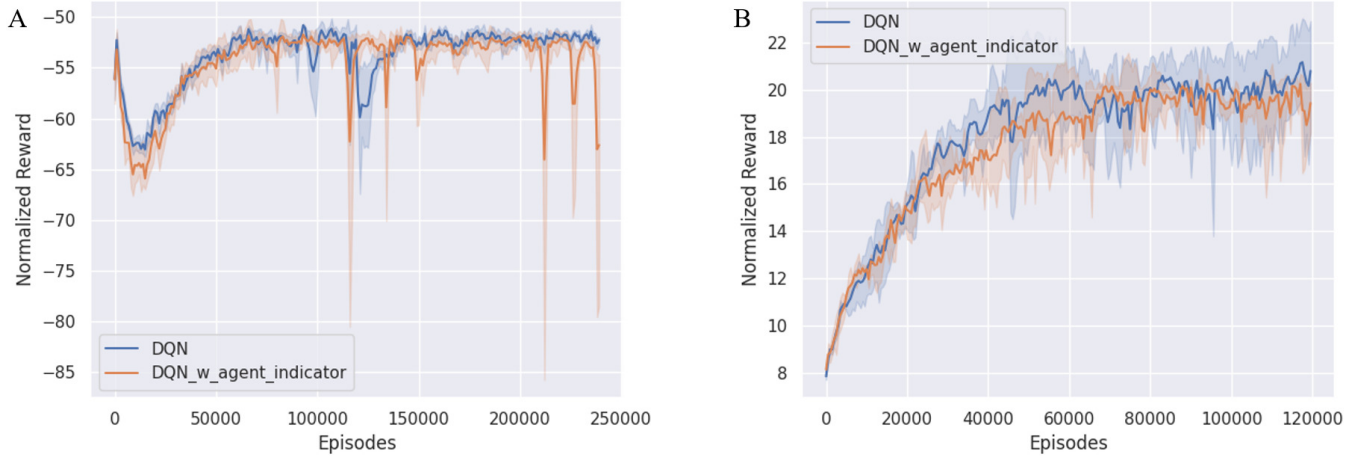 A
−50
−55
−60
−65
−70
−75
−80
−85
Normalized Reward
DQN
DQN_w_agent_indicator
0 50000 100000 150000 200000 250000
Episodes
B
DQN
DQN_w_agent_indicator
22
20
18
16
14
12
10
8
Normalized Reward
0 20000 40000 60000 80000 100000 120000
Episodes